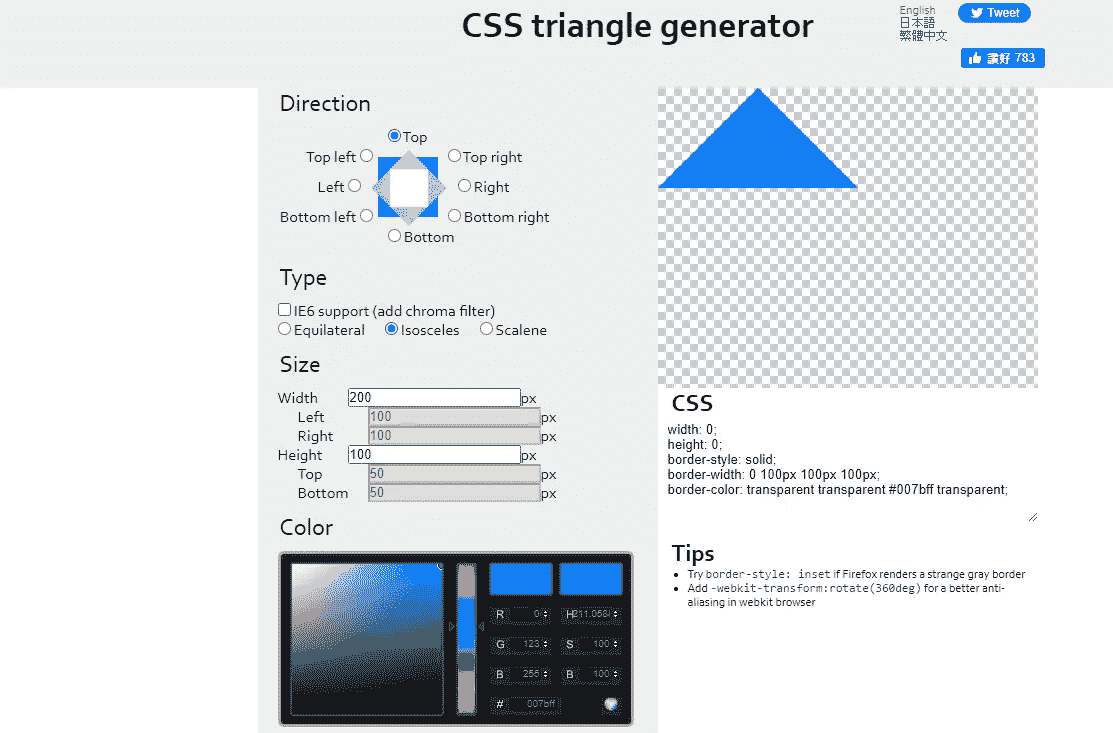 CSS triangle generator
English
日本語
繁體中文
Tweet
讚好 783
Direction
Top
Top left
Top right
Left
Right
Bottom left
Bottom right
Bottom
Type
IE6 support (add chroma filter)
Equilateral Isosceles Scalene
Size
Width 200 px
Left 100 px
Right 100 px
Height 100 px
Top 50 px
Bottom 50 px
Color
R 0 H 211.058
G 123 S 100
B 255 B 100
# 007bff
CSS
width: 0;
height: 0;
border-style: solid;
border-width: 0 100px 100px 100px;
border-color: transparent transparent #007bff transparent;
Tips
Try border-style: inset if Firefox renders a strange gray border
Add -webkit-transform:rotate(360deg) for a better anti-
aliasing in webkit browser